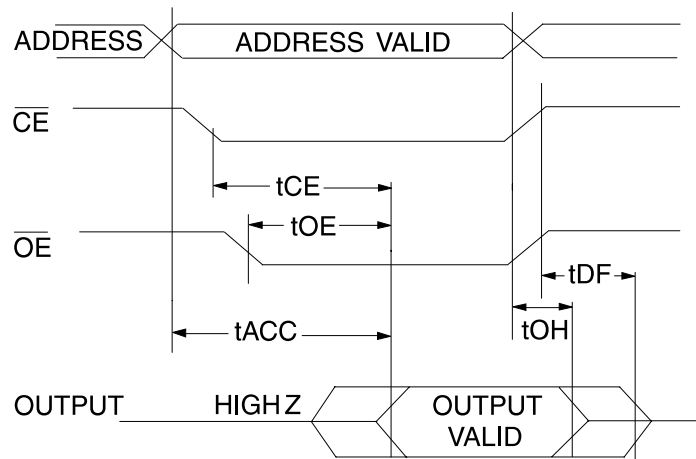 ADDRESS ADDRESS VALID
CE
tCE
tOE
OE
tDF
tACC tOH
OUTPUT HIGH Z OUTPUT
VALID